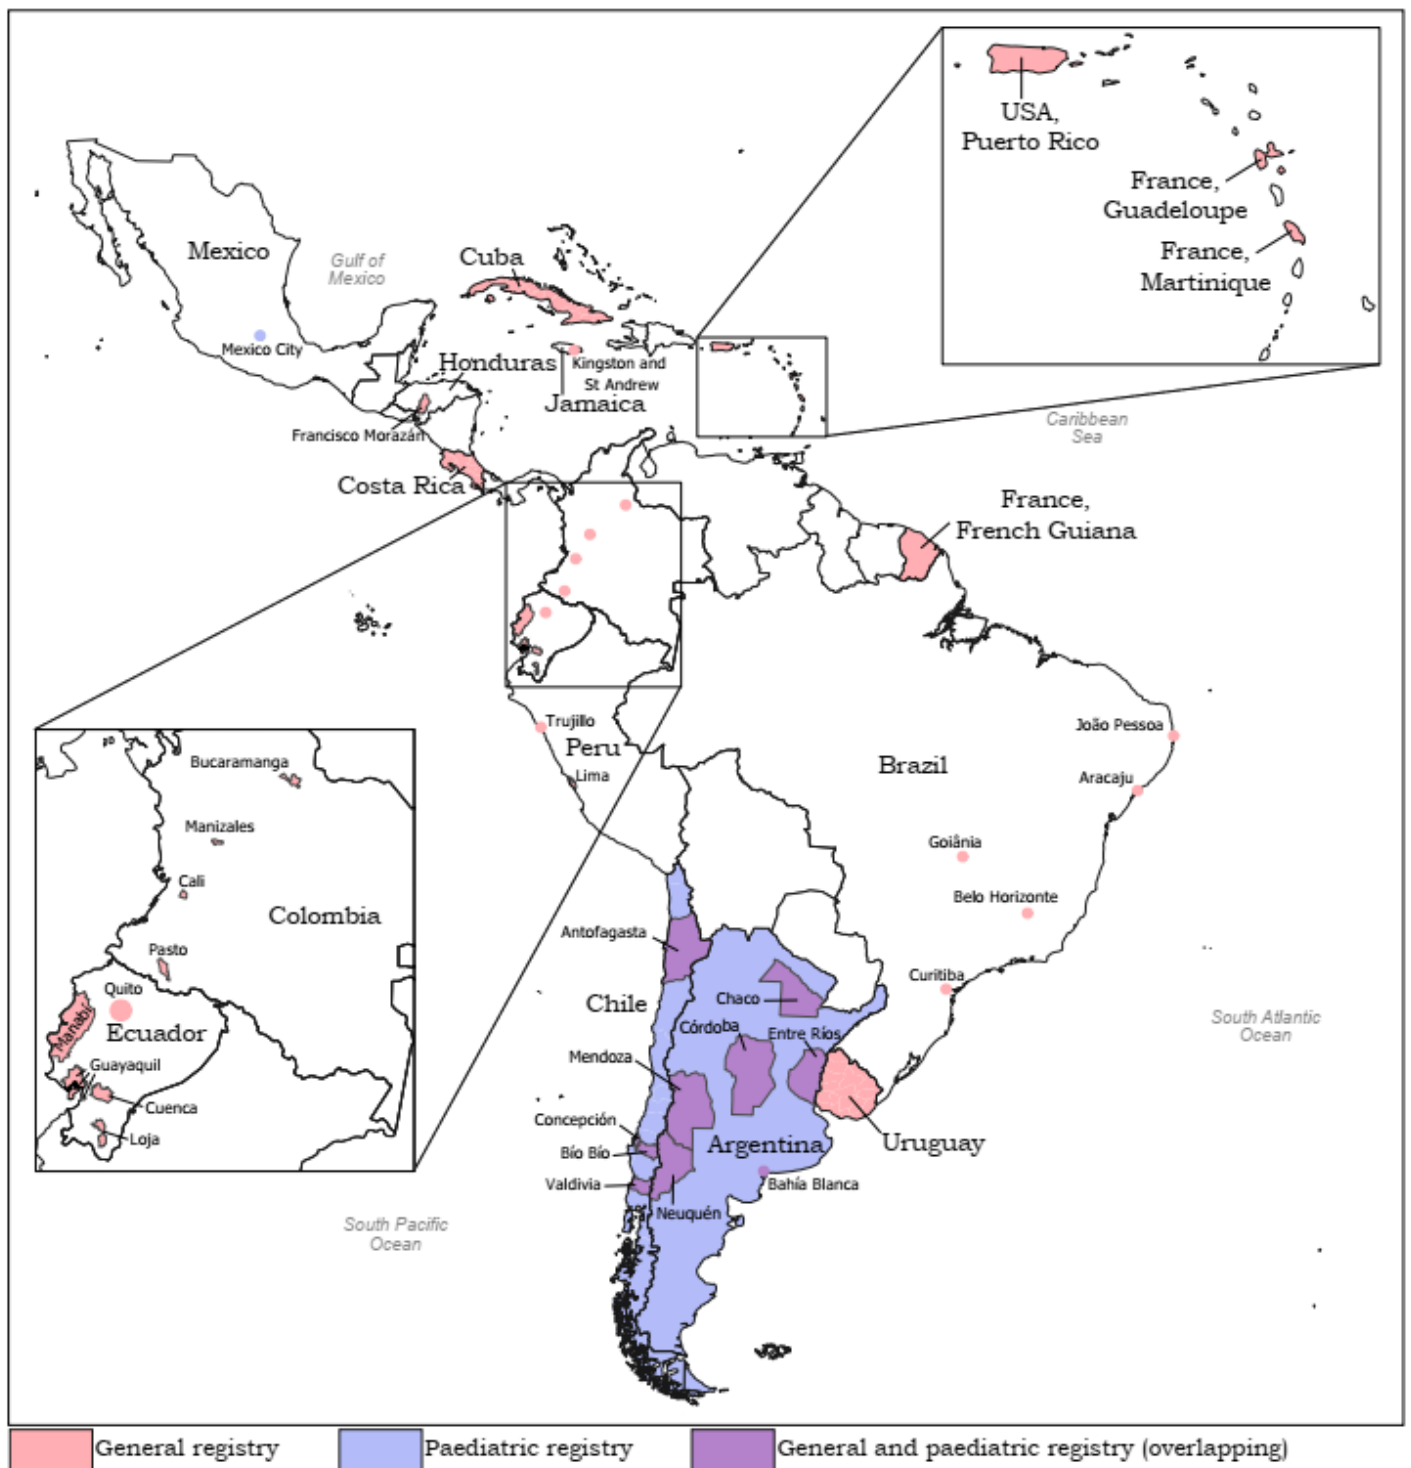 USA,
Puerto Rico
France,
Guadeloupe
France,
Martinique
Mexico
Gulf of
Mexico
Cuba
Mexico City
Honduras
Kingston and
St Andrew
Jamaica
Francisco Morazán
Caribbean
Sea
Costa Rica
France,
French Guiana
Trujillo
Peru
Lima
João Pessoa
Brazil
Aracaju
Goiânia
Belo Horizonte
Curitiba
Bucaramanga
Manizales
Cali
Colombia
Pasto
Quito
Manabí
Ecuador
Guayaquil
Cuenca
Loja
Antofagasta
Chile
Chaco
Córdoba
Entre Ríos
Mendoza
South Atlantic
Ocean
Concepción
Argentina
Uruguay
Bío Bío
Valdivia
Bahía Blanca
Neuquén
South Pacific
Ocean
General registry
Paediatric registry
General and paediatric registry (overlapping)